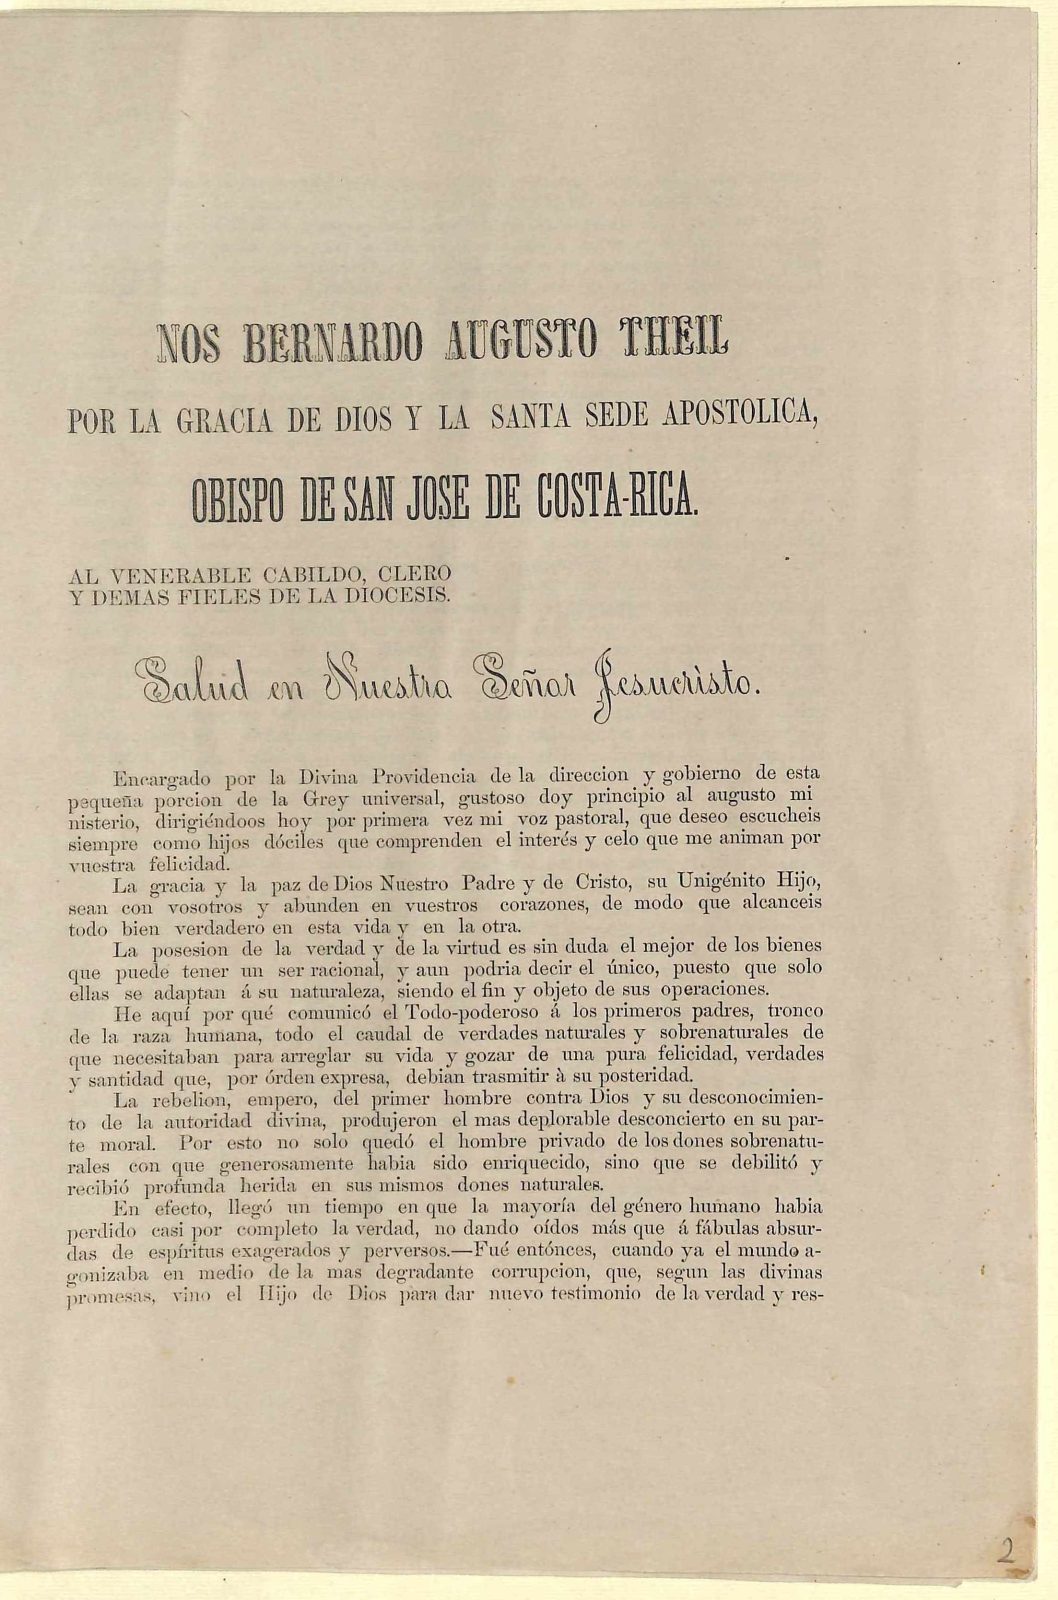 NOS BERNARDO AUGUSTO THEIL
POR LA GRACIA DE DIOS Y LA SANTA SEDE APOSTOLICA,
OBISPO DE SAN JOSE DE COSTA-RICA.
AL VENERABLE CABILDO, CLERO
Y DEMAS FIELES DE LA DIOCESIS.
Salud en Nuestro Señor Jesucristo.
Encargado por la Divina Providencia de la direccion y gobierno de esta
pequeña porcion de la Grey universal, gustoso doy principio al augusto mi
nisterio, dirigiéndoos hoy por primera vez mi voz pastoral, que deseo escucheis
siempre como hijos dóciles que comprenden el interés y celo que me animan por
vuestra felicidad.
La gracia y la paz de Dios Nuestro Padre y de Cristo, su Unigénito Hijo,
sean con vosotros y abunden en vuestros corazones, de modo que alcanceis
todo bien verdadero en esta vida y en la otra.
La posesion de la verdad y de la virtud es sin duda el mejor de los bienes
que puede tener un ser racional, y aun podria decir el único, puesto que solo
ellas se adaptan á su naturaleza, siendo el fin y objeto de sus operaciones.
He aquí por qué comunicó el Todo-poderoso á los primeros padres, tronco
de la raza humana, todo el caudal de verdades naturales y sobrenaturales de
que necesitaban para arreglar su vida y gozar de una pura felicidad, verdades
y santidad que, por órden expresa, debian trasmitir à su posteridad.
La rebelion, empero, del primer hombre contra Dios y su desconocimien-
to de la autoridad divina, produjeron el mas deplorable desconcierto en su par-
te moral. Por esto no solo quedó el hombre privado de los dones sobrenatu-
rales con que generosamente habia sido enriquecido, sino que se debilitó y
recibió profunda herida en sus mismos dones naturales.
En efecto, llegó un tiempo en que la mayoría del género humano habia
perdido casi por completo la verdad, no dando oídos más que á fábulas absur-
das de espíritus exagerados y perversos.—Fué entónces, cuando ya el mundo a-
gonizaba en medio de la mas degradante corrupcion, que, segun las divinas
promesas, vino el Hijo de Dios para dar nuevo testimonio de la verdad y res-
2